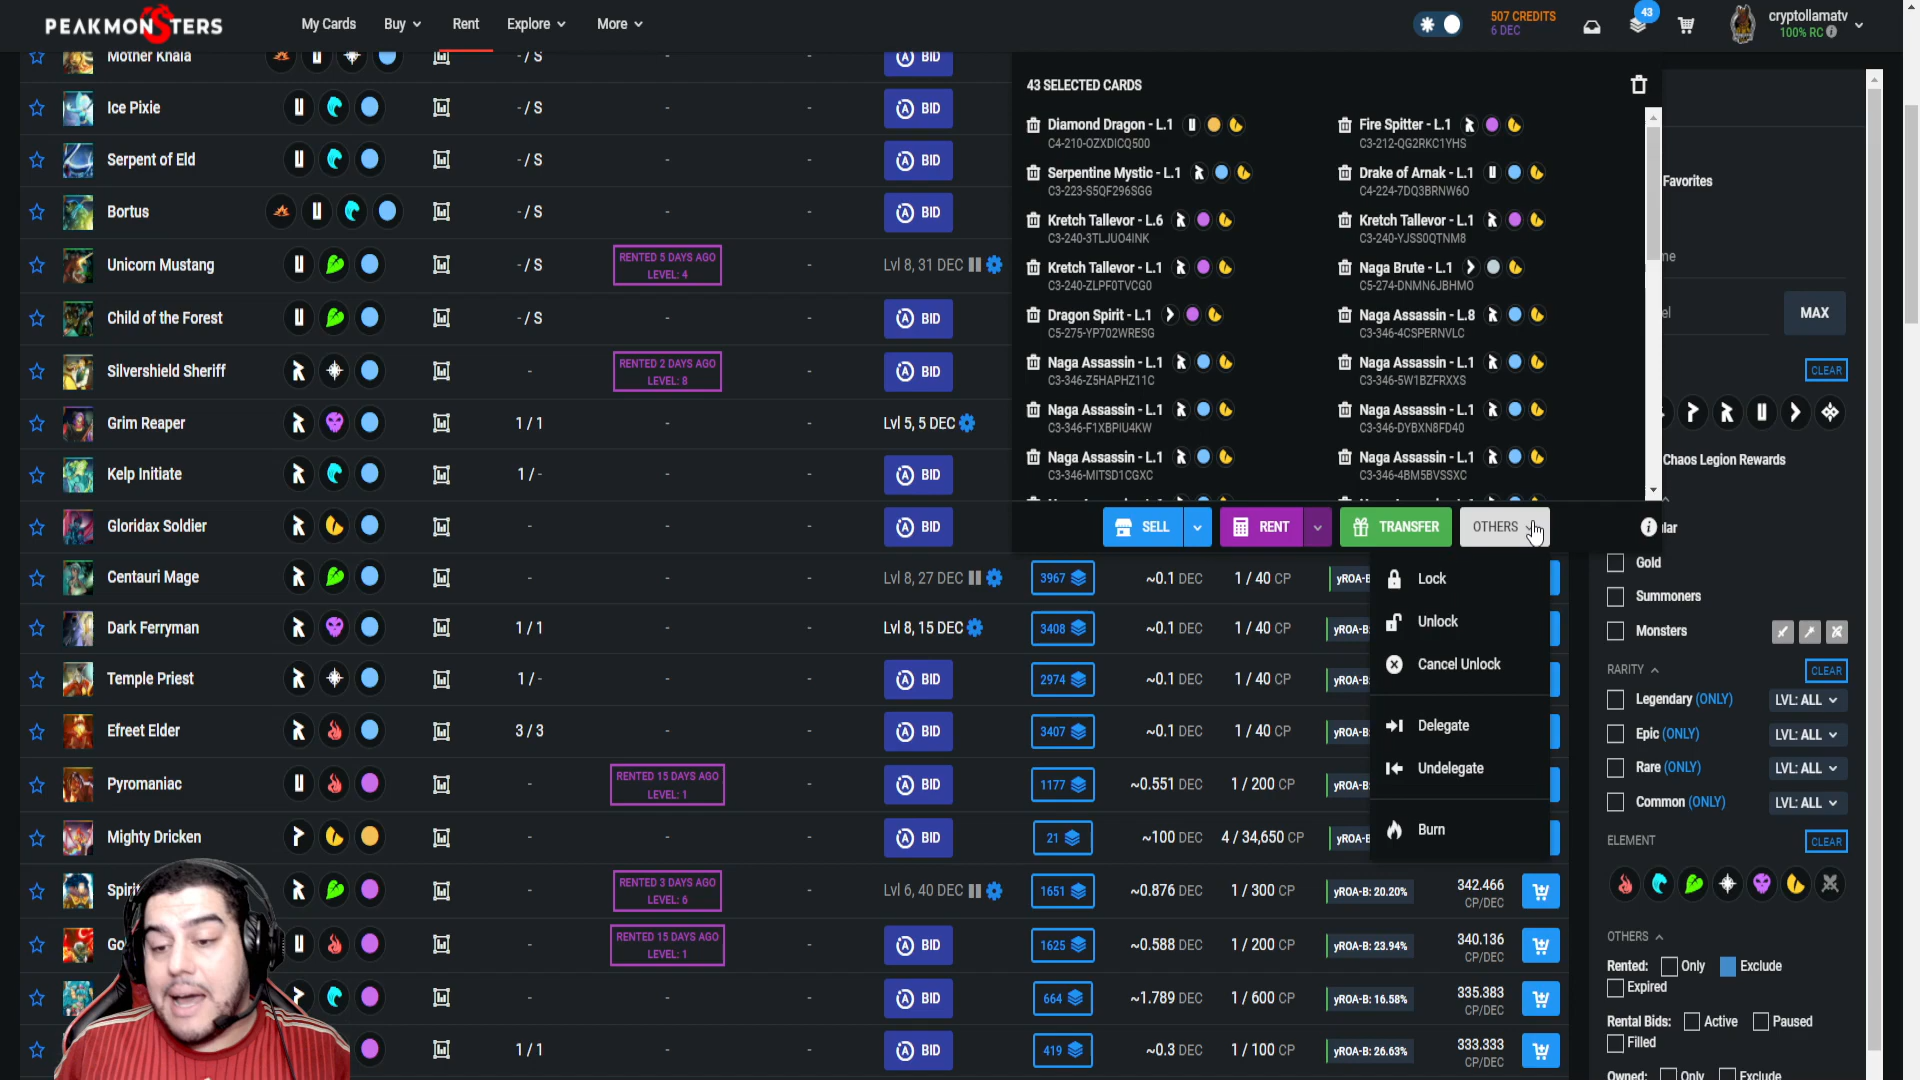 PEAKMONSTERS
My Cards
Buy
Rent
Explore
More
507 CREDITS
6 DEC
43
cryptollamatv
100% RC
Mother Khala - / S BID
Ice Pixie - / S BID
Serpent of Eld - / S - - BID
Bortus - / S - - BID
Unicorn Mustang - / S RENTED 5 DAYS AGO LEVEL: 4 - Lvl 8, 31 DEC
Child of the Forest - / S - - BID
Silvershield Sheriff - RENTED 2 DAYS AGO LEVEL: 8 - BID
Grim Reaper 1 / 1 - - Lvl 5, 5 DEC
Kelp Initiate 1 / - - - BID
Gloridax Soldier - - - BID
Centauri Mage - - - Lvl 8, 27 DEC 3967 ~0.1 DEC 1 / 40 CP yROA-B
Dark Ferryman 1 / 1 - - Lvl 8, 15 DEC 3408 ~0.1 DEC 1 / 40 CP yROA-B
Temple Priest 1 / - - - BID 2974 ~0.1 DEC 1 / 40 CP yROA-B
Efreet Elder 3 / 3 - - BID 3407 ~0.1 DEC 1 / 40 CP yROA-B
Pyromaniac - RENTED 15 DAYS AGO LEVEL: 1 - BID 1177 ~0.551 DEC 1 / 200 CP yROA-B
Mighty Dricken - - - BID 21 ~100 DEC 4 / 34,650 CP yROA-B
Spirit - RENTED 3 DAYS AGO LEVEL: 6 - Lvl 6, 40 DEC 1651 ~0.876 DEC 1 / 300 CP yROA-B: 20.20% 342.466 CP/DEC
Go - RENTED 15 DAYS AGO LEVEL: 1 - BID 1625 ~0.588 DEC 1 / 200 CP yROA-B: 23.94% 340.136 CP/DEC
- - - BID 664 ~1.789 DEC 1 / 600 CP yROA-B: 16.58% 335.383 CP/DEC
1 / 1 - - BID 419 ~0.3 DEC 1 / 100 CP yROA-B: 26.63% 333.333 CP/DEC
43 SELECTED CARDS
Diamond Dragon - L.1
C4-210-OZXDICQ500
Fire Spitter - L.1
C3-212-QG2RKC1YHS
Serpentine Mystic - L.1
C3-223-S5QF296SGG
Drake of Arnak - L.1
C4-224-7DQ3BRNW6O
Kretch Tallevor - L.6
C3-240-3TLJUO4INK
Kretch Tallevor - L.1
C3-240-YJSS0QTNM8
Kretch Tallevor - L.1
C3-240-ZLPF0TVCG0
Naga Brute - L.1
C5-274-DNMN6JBHMO
Dragon Spirit - L.1
C5-275-YP702WRESG
Naga Assassin - L.8
C3-346-4CSPERNVLC
Naga Assassin - L.1
C3-346-Z5HAPHZ11C
Naga Assassin - L.1
C3-346-5W1BZFRXXS
Naga Assassin - L.1
C3-346-F1XBPIU4KW
Naga Assassin - L.1
C3-346-DYBXN8FD40
Naga Assassin - L.1
C3-346-MITSD1CGXC
Naga Assassin - L.1
C3-346-4BM5BVSSXC
SELL
RENT
TRANSFER
OTHERS
i
Lock
Unlock
Cancel Unlock
Delegate
Undelegate
Burn
Favorites
me
el
MAX
CLEAR
Chaos Legion Rewards
lar
Gold
Summoners
Monsters
RARITY
CLEAR
Legendary (ONLY) LVL: ALL
Epic (ONLY) LVL: ALL
Rare (ONLY) LVL: ALL
Common (ONLY) LVL: ALL
ELEMENT
CLEAR
OTHERS
Rented: Only Exclude
Expired
Rental Bids: Active Paused
Filled
Owned: Only Exclude